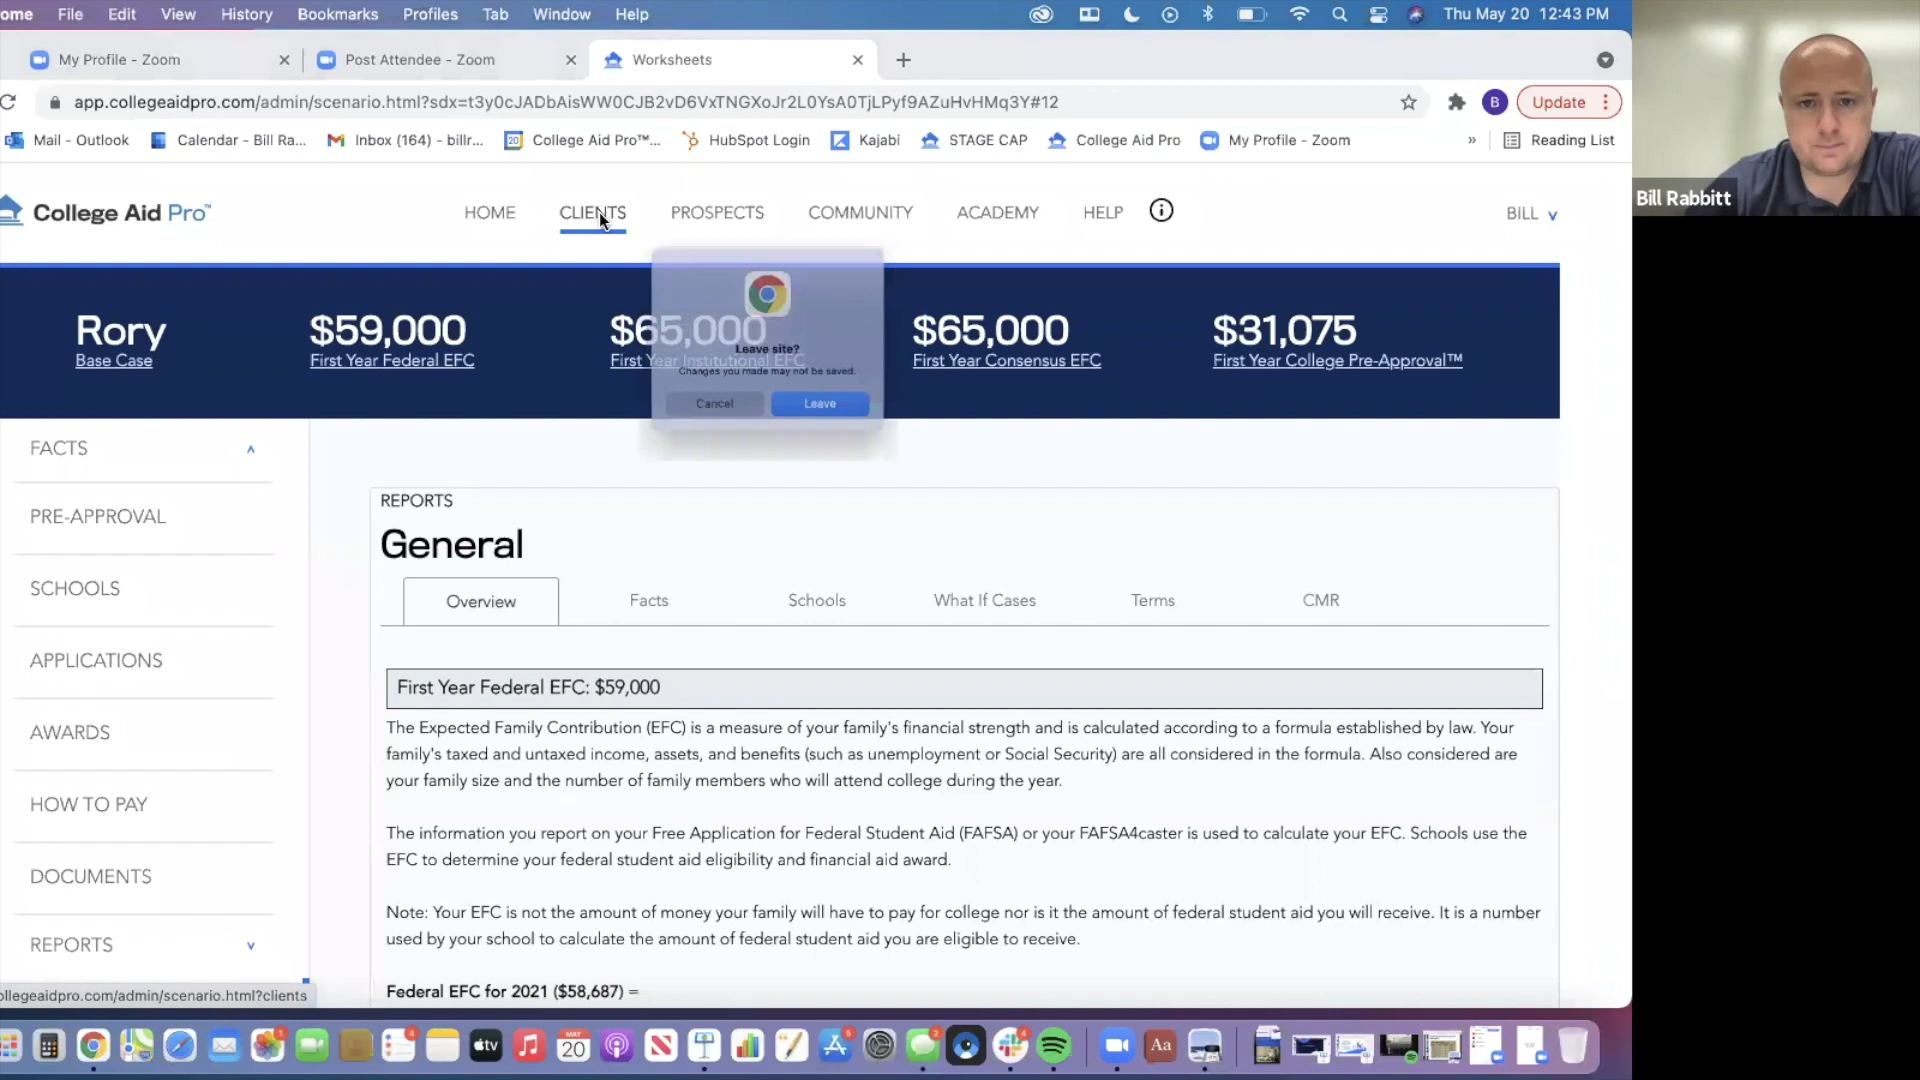 ome File Edit View History Bookmarks Profiles Tab Window Help Thu May 20 12:43 PM
My Profile - Zoom Post Attendee - Zoom Worksheets
app.collegeaidpro.com/admin/scenario.html?sdx=t3y0cJADbAisWW0CJB2vD6VxTNGXoJr2L0YsA0TjLPyf9AZuHvHMq3Y#12 B Update
Mail - Outlook Calendar - Bill Ra... Inbox (164) - billr... 20 College Aid Pro™... HubSpot Login Kajabi STAGE CAP College Aid Pro My Profile - Zoom » Reading List
College Aid Pro™ HOME CLIENTS PROSPECTS COMMUNITY ACADEMY HELP BILL
Bill Rabbitt
Rory $59,000 $65,000 $65,000 $31,075
Base Case First Year Federal EFC First Year Institutional EFC First Year Consensus EFC First Year College Pre-Approval™
Leave site?
Changes you made may not be saved.
Cancel Leave
FACTS
PRE-APPROVAL
SCHOOLS
APPLICATIONS
AWARDS
HOW TO PAY
DOCUMENTS
REPORTS
REPORTS
General
Overview Facts Schools What If Cases Terms CMR
First Year Federal EFC: $59,000
The Expected Family Contribution (EFC) is a measure of your family's financial strength and is calculated according to a formula established by law. Your
family's taxed and untaxed income, assets, and benefits (such as unemployment or Social Security) are all considered in the formula. Also considered are
your family size and the number of family members who will attend college during the year.
The information you report on your Free Application for Federal Student Aid (FAFSA) or your FAFSA4caster is used to calculate your EFC. Schools use the
EFC to determine your federal student aid eligibility and financial aid award.
Note: Your EFC is not the amount of money your family will have to pay for college nor is it the amount of federal student aid you will receive. It is a number
used by your school to calculate the amount of federal student aid you are eligible to receive.
Federal EFC for 2021 ($58,687) =
ollegeaidpro.com/admin/scenario.html?clients
1 4 tv MAY 20 5 2 4 Aa